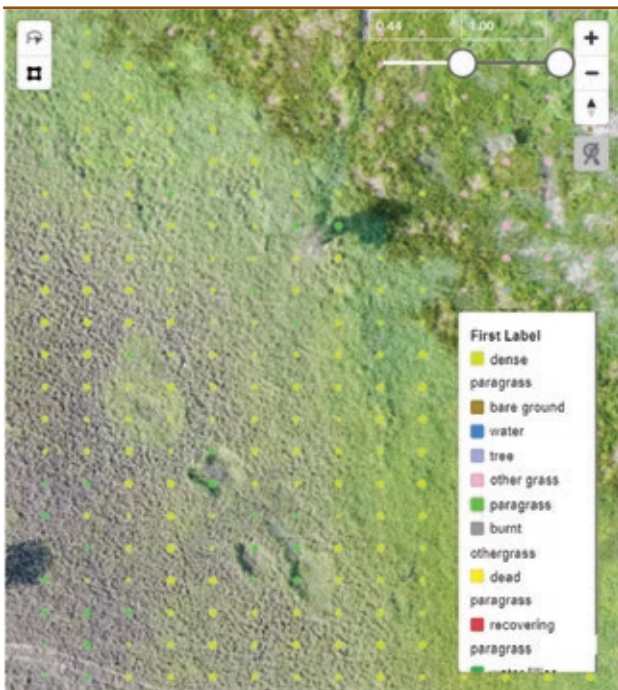 0.44 1.00
+
−
First Label
dense
paragrass
bare ground
water
tree
other grass
paragrass
burnt
othergrass
dead
paragrass
recovering
paragrass